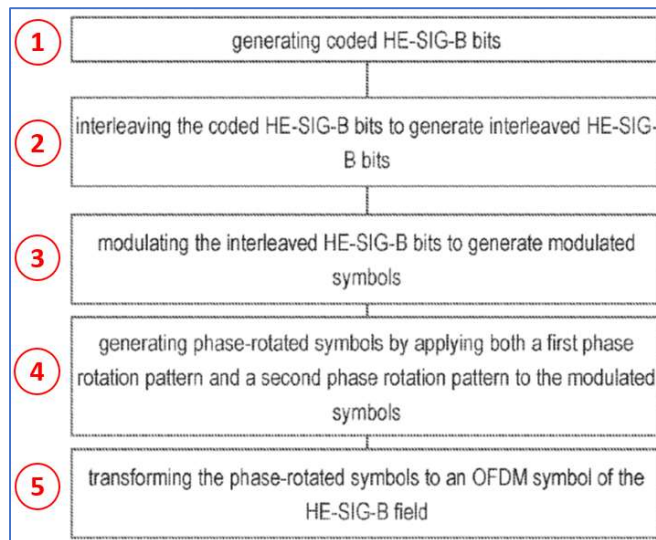 1
generating coded HE-SIG-B bits
2
interleaving the coded HE-SIG-B bits to generate interleaved HE-SIG-
B bits
3
modulating the interleaved HE-SIG-B bits to generate modulated
symbols
4
generating phase-rotated symbols by applying both a first phase
rotation pattern and a second phase rotation pattern to the modulated
symbols
5
transforming the phase-rotated symbols to an OFDM symbol of the
HE-SIG-B field